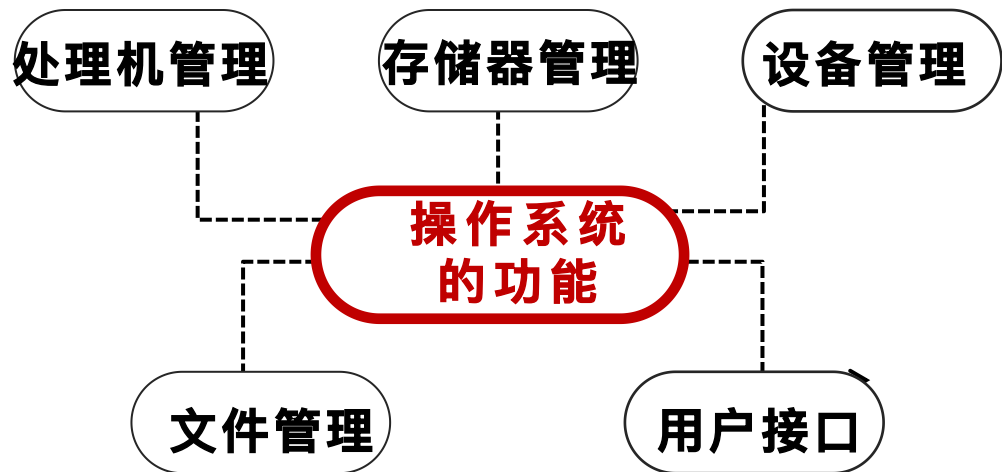 处理机管理
存储器管理
设备管理
操作系统
的功能
文件管理
用户接口